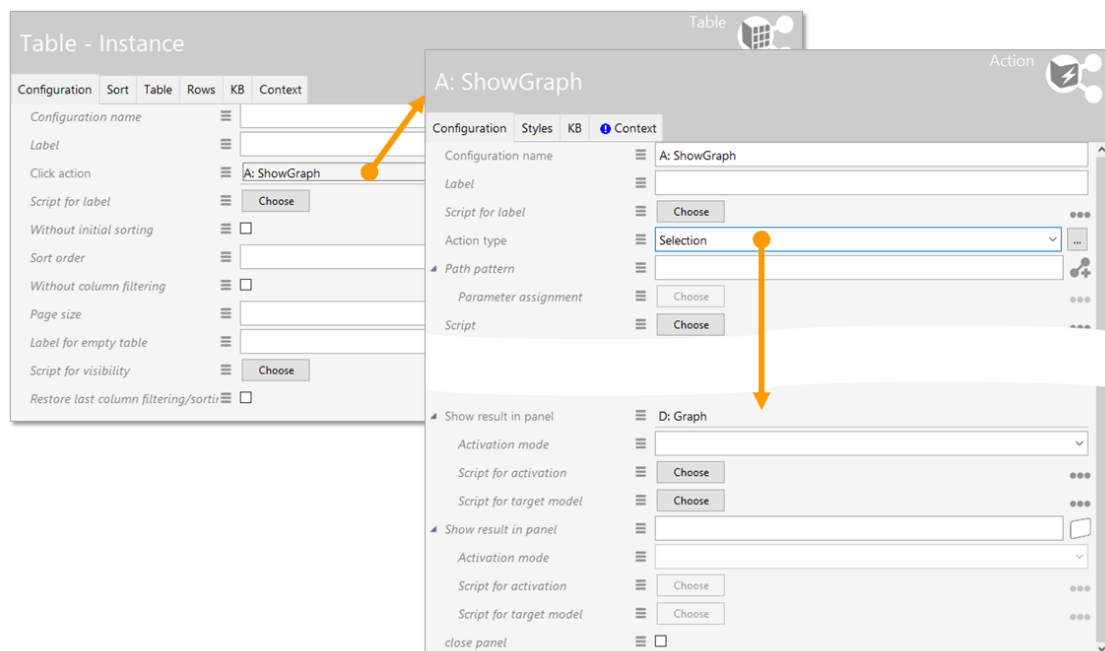 Table
Table - Instance
Configuration Sort Table Rows KB Context
Configuration name
Label
Click action A: ShowGraph
Script for label Choose
Without initial sorting
Sort order
Without column filtering
Page size
Label for empty table
Script for visibility Choose
Restore last column filtering/sortir
Action
A: ShowGraph
Configuration Styles KB Context
Configuration name A: ShowGraph
Label
Script for label Choose
Action type Selection ...
Path pattern
Parameter assignment Choose
Script Choose
Show result in panel D: Graph
Activation mode
Script for activation Choose
Script for target model Choose
Show result in panel
Activation mode
Script for activation Choose
Script for target model Choose
close panel